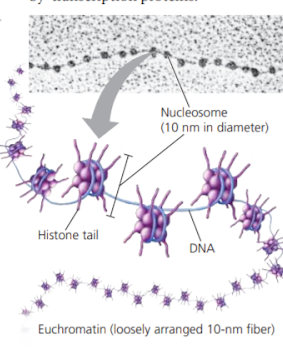 by transcription proteins.
Nucleosome
(10 nm in diameter)
Histone tail
DNA
Euchromatin (loosely arranged 10-nm fiber)